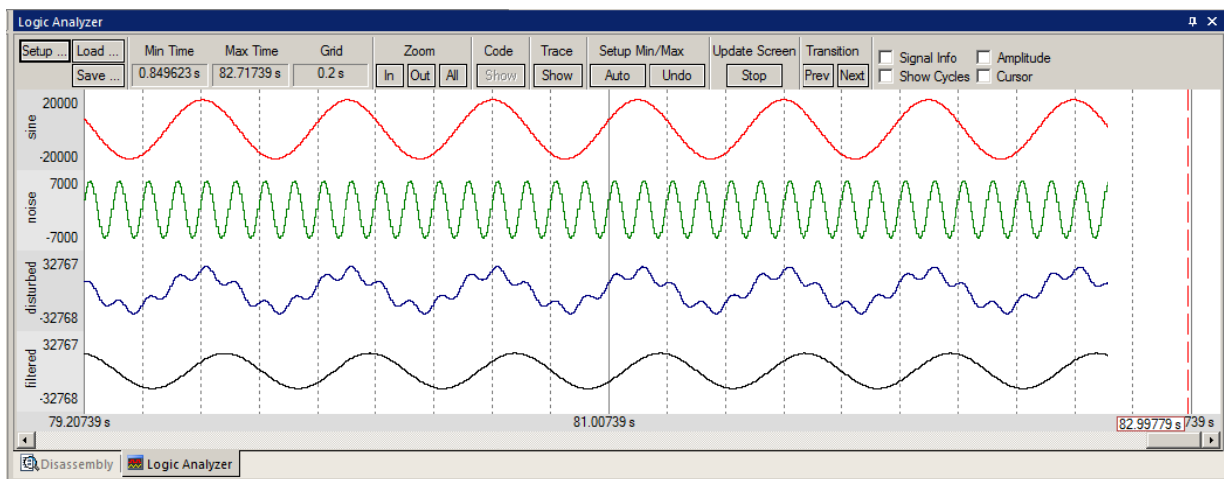 Logic Analyzer
Setup ... Load ... Min Time Max Time Grid Zoom Code Trace Setup Min/Max Update Screen Transition Signal Info Amplitude
Save ... 0.849623 s 82.71739 s 0.2 s In Out All Show Show Auto Undo Stop Prev Next Show Cycles Cursor
20000
sine
-20000
7000
noise
-7000
32767
disturbed
-32768
32767
filtered
-32768
79.20739 s 81.00739 s 82.99779 s 739 s
Disassembly Logic Analyzer